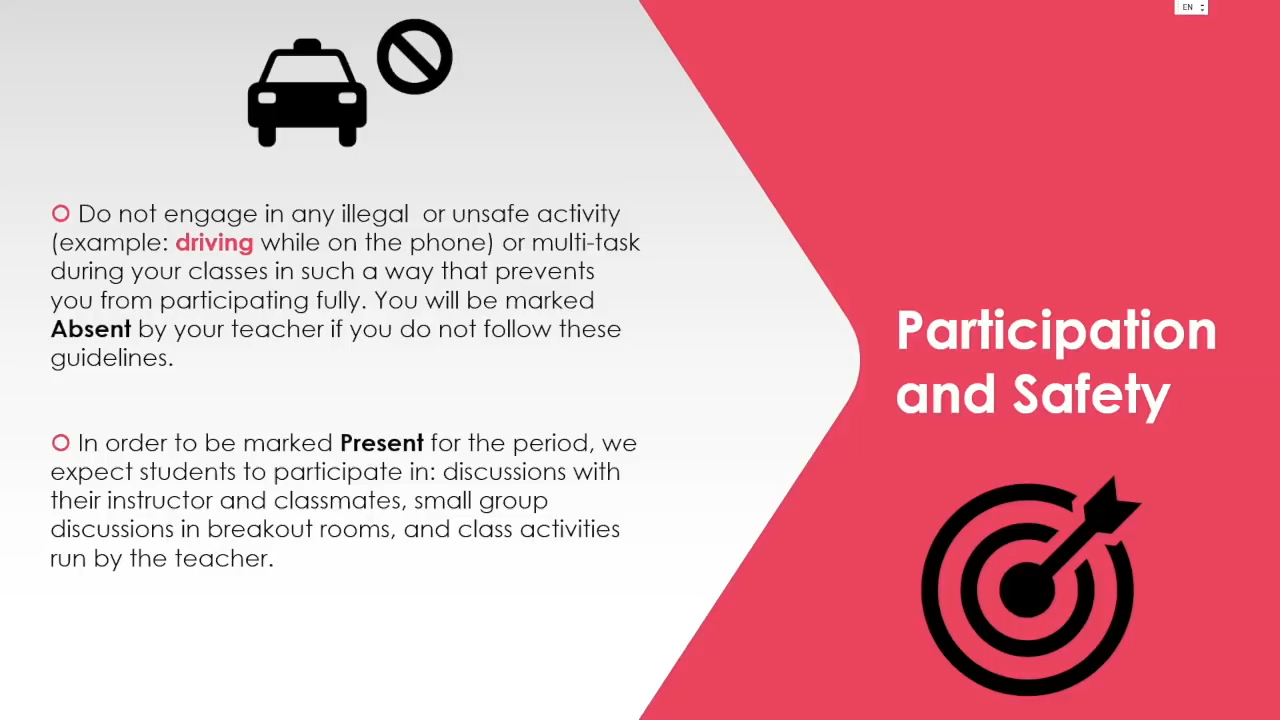 EN
Do not engage in any illegal or unsafe activity
(example: driving while on the phone) or multi-task
during your classes in such a way that prevents
you from participating fully. You will be marked
Absent by your teacher if you do not follow these
guidelines.
In order to be marked Present for the period, we
expect students to participate in: discussions with
their instructor and classmates, small group
discussions in breakout rooms, and class activities
run by the teacher.
Participation
and Safety